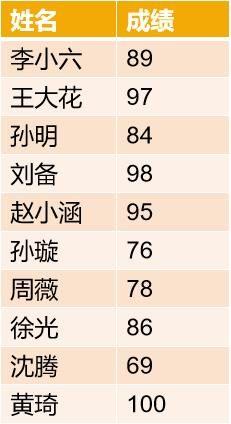 姓名 成绩
李小六 89
王大花 97
孙明 84
刘备 98
赵小涵 95
孙璇 76
周薇 78
徐光 86
沈腾 69
黄琦 100